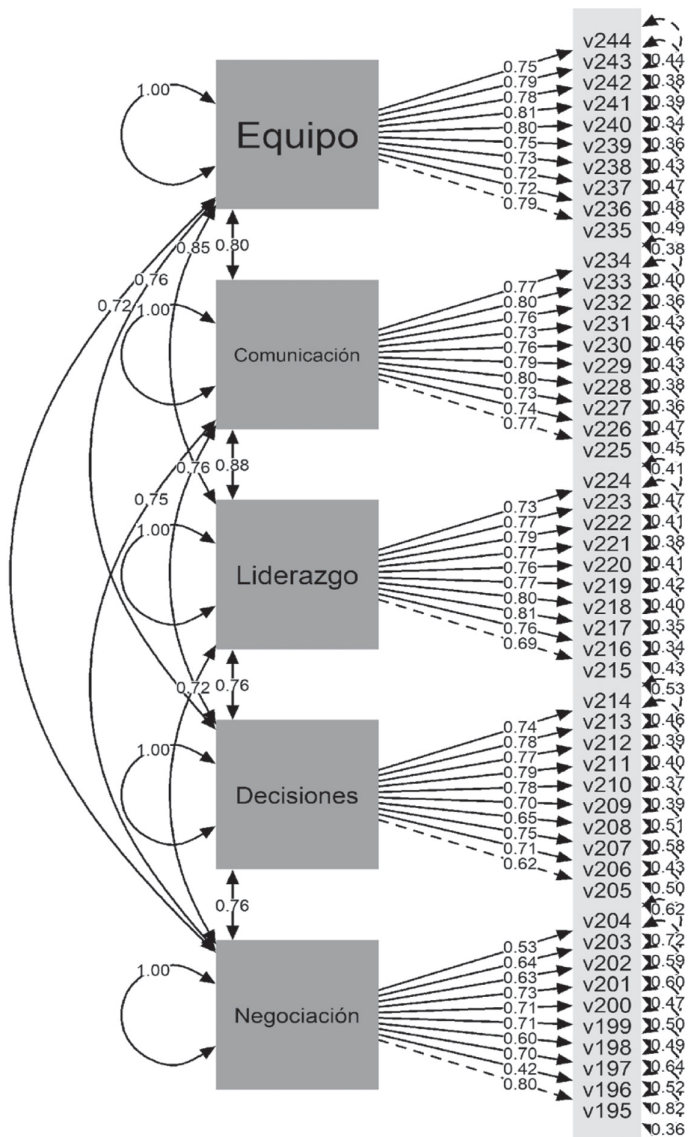 1.00
Equipo
0.75 v244 0.44
0.79 v243 0.38
0.78 v242 0.39
0.81 v241 0.34
0.80 v240 0.36
0.75 v239 0.43
0.73 v238 0.47
0.72 v237 0.48
0.72 v236 0.49
0.79 v235 0.38
0.72
0.76
0.85
0.80
1.00
Comunicación
0.77 v234 0.40
0.80 v233 0.36
0.76 v232 0.43
0.73 v231 0.46
0.76 v230 0.43
0.79 v229 0.38
0.80 v228 0.36
0.73 v227 0.47
0.74 v226 0.45
0.77 v225 0.41
0.75
0.76
0.88
1.00
Liderazgo
0.73 v224 0.47
0.77 v223 0.41
0.79 v222 0.38
0.77 v221 0.41
0.76 v220 0.42
0.77 v219 0.40
0.80 v218 0.35
0.81 v217 0.34
0.76 v216 0.43
0.69 v215 0.53
0.72
0.76
1.00
Decisiones
0.74 v214 0.46
0.78 v213 0.39
0.77 v212 0.40
0.79 v211 0.37
0.78 v210 0.39
0.70 v209 0.51
0.65 v208 0.58
0.75 v207 0.43
0.71 v206 0.50
0.62 v205 0.62
0.76
1.00
Negociación
0.53 v204 0.72
0.64 v203 0.59
0.63 v202 0.60
0.73 v201 0.47
0.71 v200 0.50
0.71 v199 0.49
0.60 v198 0.64
0.70 v197 0.52
0.42 v196 0.82
0.80 v195 0.36